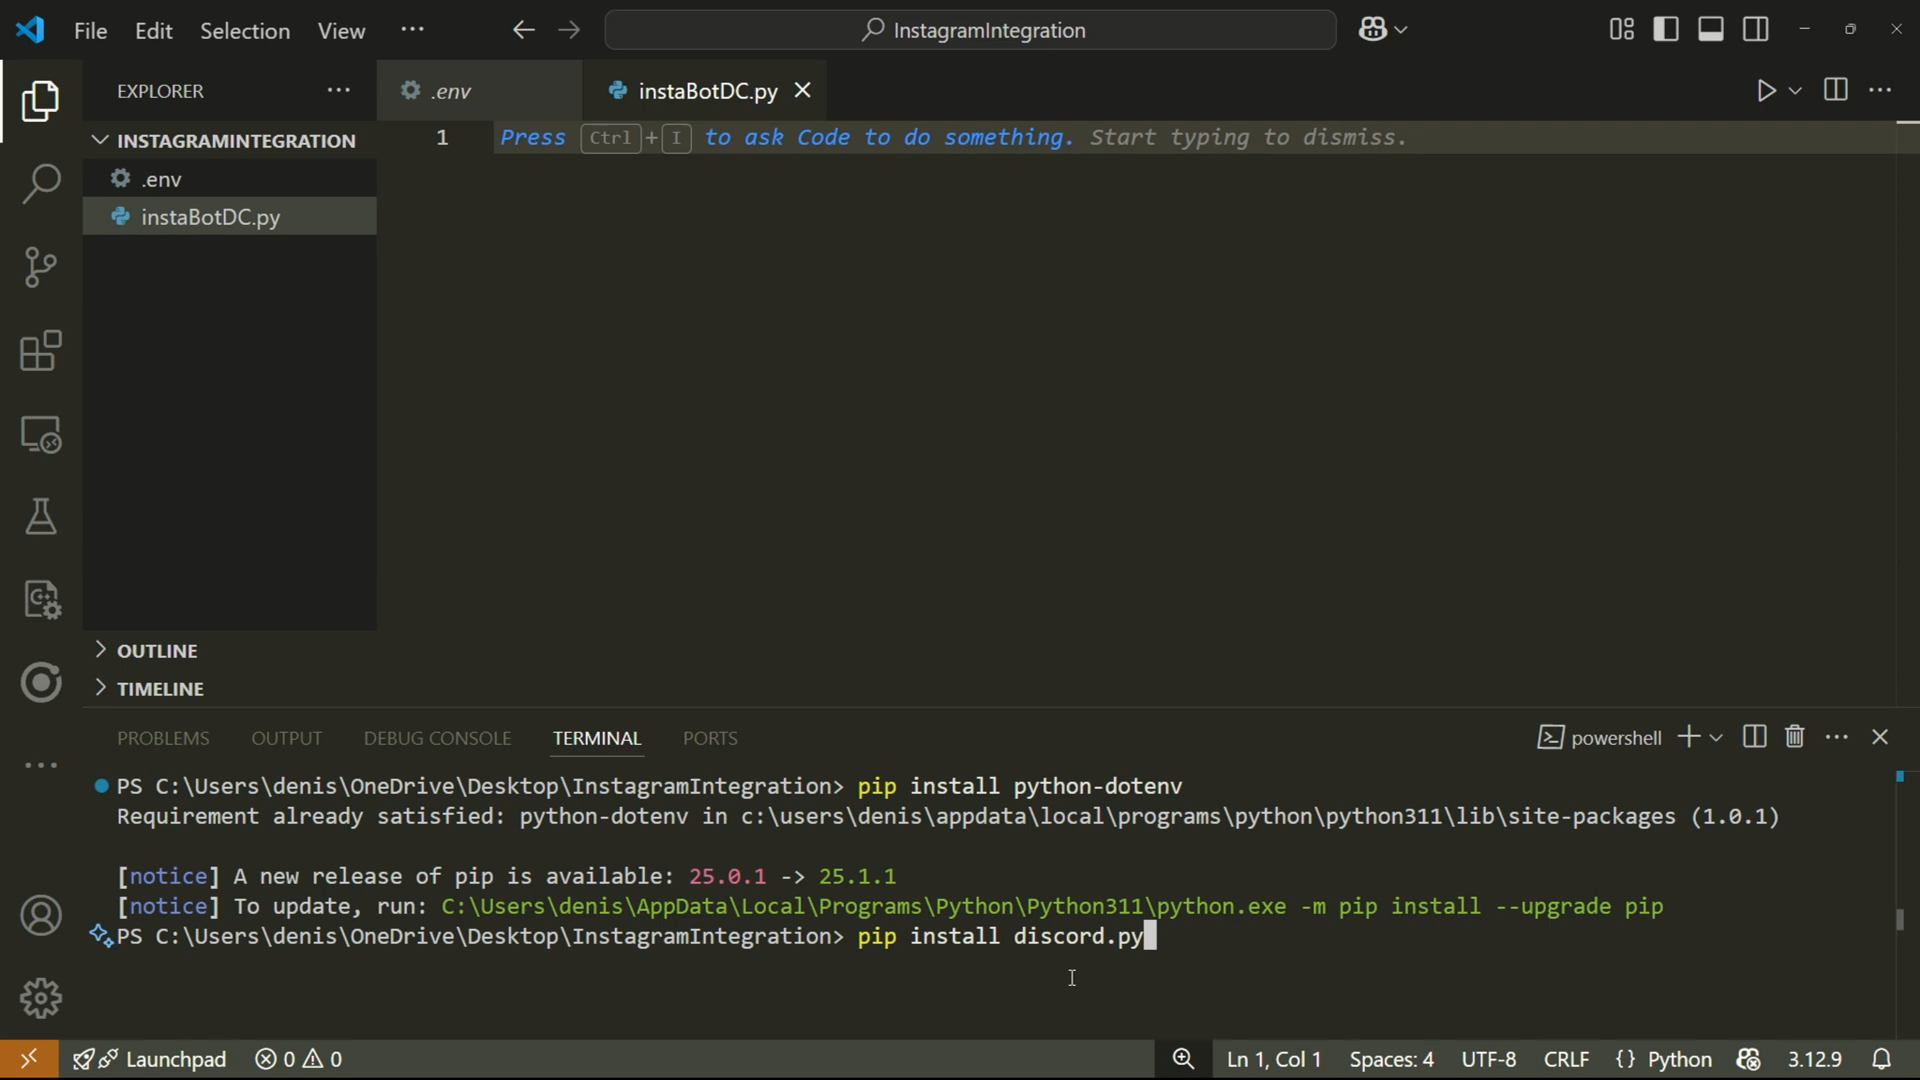 File Edit Selection View ··· InstagramIntegration
EXPLORER ··· .env instaBotDC.py
INSTAGRAMINTEGRATION
.env
instaBotDC.py
1 Press Ctrl + I to ask Code to do something. Start typing to dismiss.
OUTLINE
TIMELINE
PROBLEMS OUTPUT DEBUG CONSOLE TERMINAL PORTS powershell
PS C:\Users\denis\OneDrive\Desktop\InstagramIntegration> pip install python-dotenv
Requirement already satisfied: python-dotenv in c:\users\denis\appdata\local\programs\python\python311\lib\site-packages (1.0.1)
[notice] A new release of pip is available: 25.0.1 -> 25.1.1
[notice] To update, run: C:\Users\denis\AppData\Local\Programs\Python\Python311\python.exe -m pip install --upgrade pip
PS C:\Users\denis\OneDrive\Desktop\InstagramIntegration> pip install discord.py
Launchpad 0 0 Ln 1, Col 1 Spaces: 4 UTF-8 CRLF {} Python 3.12.9